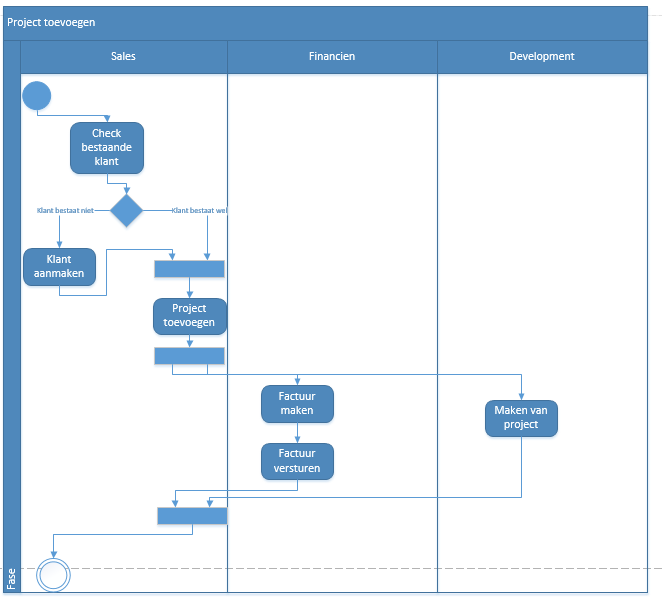 Project toevoegen
Sales
Financien
Development
Check
bestaande
klant
Klant bestaat niet
Klant bestaat wel
Klant
aanmaken
Project
toevoegen
Factuur
maken
Maken van
project
Factuur
versturen
Fase